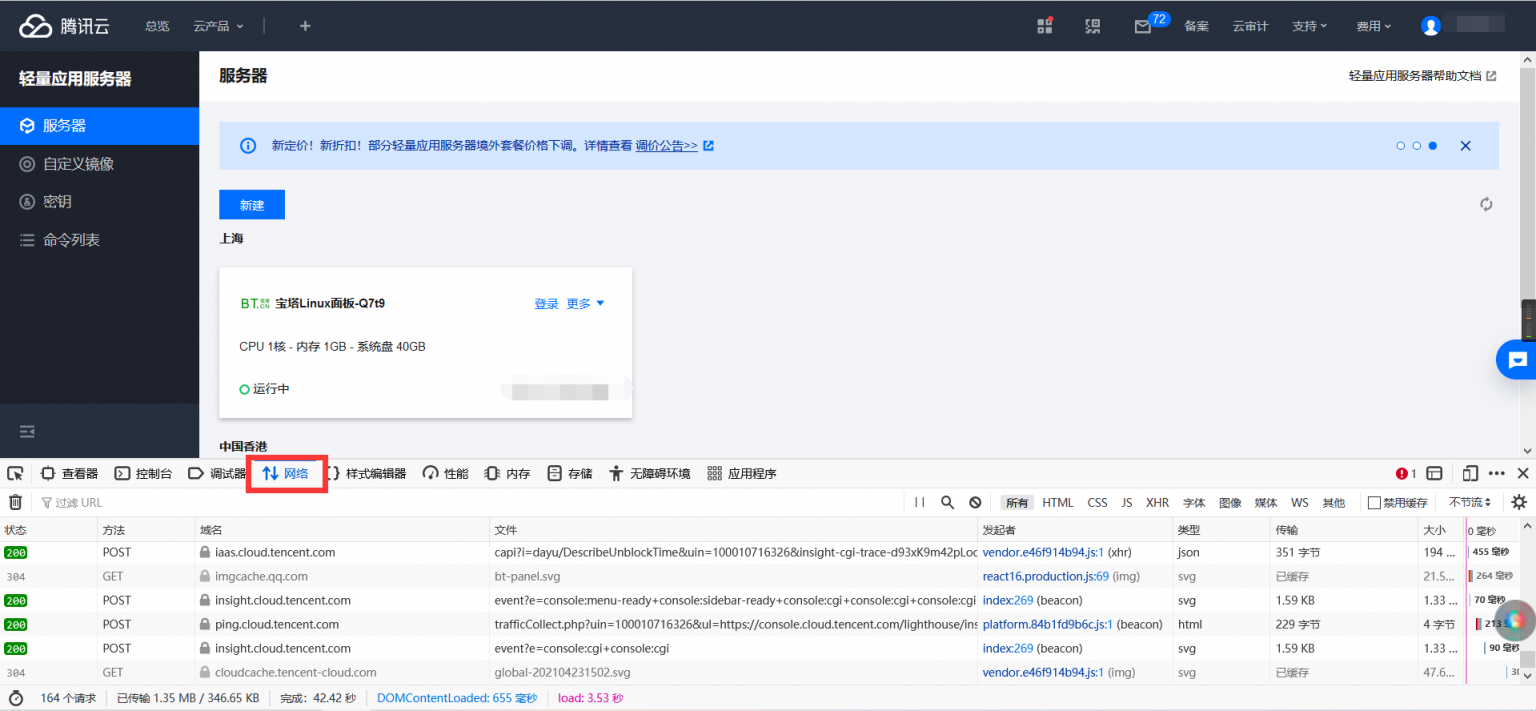 腾讯云 总览 云产品 + 72 备案 云审计 支持 费用
轻量应用服务器 服务器 轻量应用服务器帮助文档
服务器
自定义镜像
密钥
命令列表
新定价！新折扣！部分轻量应用服务器境外套餐价格下调。详情查看 调价公告>>
新建
上海
BT.宝塔.CN 宝塔Linux面板-Q7t9 登录 更多
CPU 1核 - 内存 1GB - 系统盘 40GB
运行中
中国香港
查看器 控制台 调试器 网络 样式编辑器 性能 内存 存储 无障碍环境 应用程序 1
过滤 URL 所有 HTML CSS JS XHR 字体 图像 媒体 WS 其他 禁用缓存 不节流
状态 方法 域名 文件 发起者 类型 传输 大小 0 毫秒
200 POST iaas.cloud.tencent.com capi?i=dayu/DescribeUnblockTime&uin=100010716326&insight-cgi-trace-d93xK9m42pLoc vendor.e46f914b94.js:1 (xhr) json 351 字节 194 ... 455 毫秒
304 GET imgcache.qq.com bt-panel.svg react16.production.js:69 (img) svg 已缓存 21.5... 264 毫秒
200 POST insight.cloud.tencent.com event?e=console:menu-ready+console:sidebar-ready+console:cgi+console:cgi+console:cgi index:269 (beacon) svg 1.59 KB 1.33 ... 70 毫秒
200 POST ping.cloud.tencent.com trafficCollect.php?uin=100010716326&ul=https://console.cloud.tencent.com/lighthouse/ins platform.84b1fd9b6c.js:1 (beacon) html 229 字节 4 字节 213
200 POST insight.cloud.tencent.com event?e=console:cgi+console:cgi index:269 (beacon) svg 1.59 KB 1.33 ... 90 毫秒
304 GET cloudcache.tencent-cloud.com global-202104231502.svg vendor.e46f914b94.js:1 (img) svg 已缓存 47.6...
164 个请求 已传输 1.35 MB / 346.65 KB 完成：42.42 秒 DOMContentLoaded: 655 毫秒 load: 3.53 秒